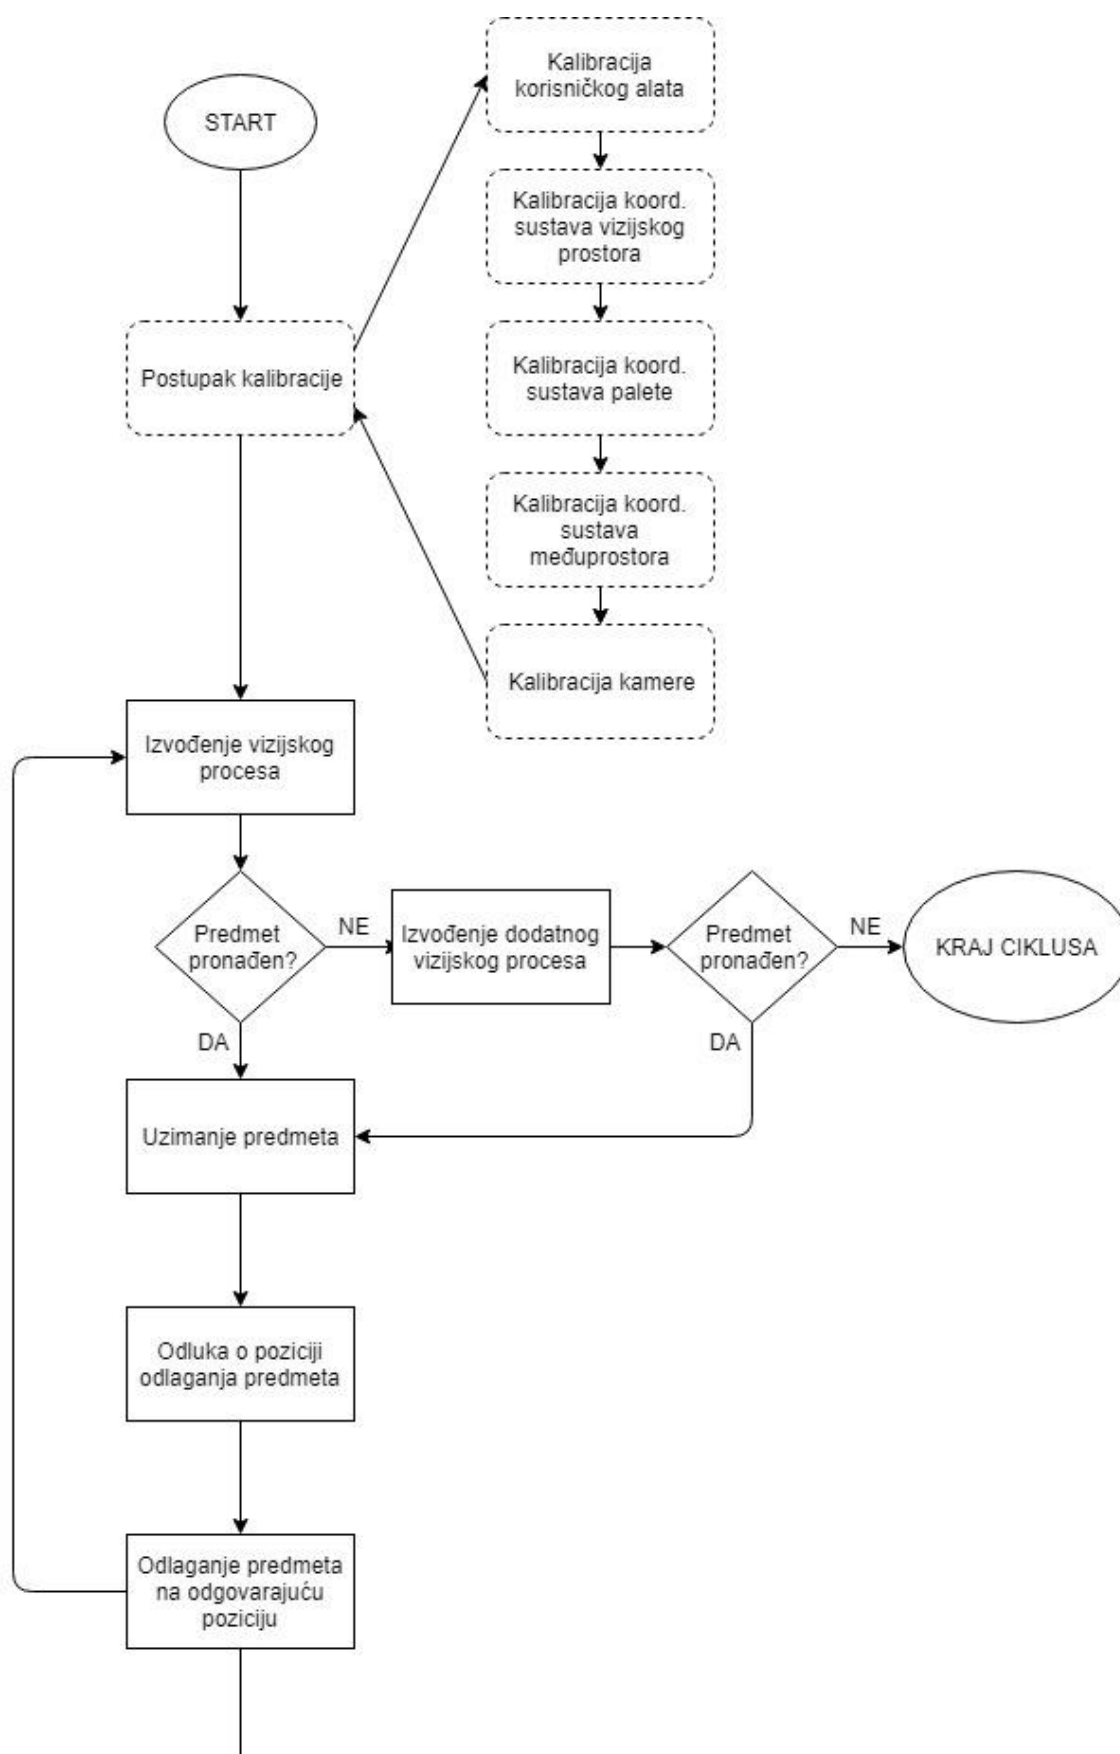 START
Kalibracija
korisničkog alata
Kalibracija koord.
sustava vizijskog
prostora
Postupak kalibracije
Kalibracija koord.
sustava palete
Kalibracija koord.
sustava
međuprostora
Kalibracija kamere
Izvođenje vizijskog
procesa
Predmet
pronađen?
NE
Izvođenje dodatnog
vizijskog procesa
Predmet
pronađen?
NE
KRAJ CIKLUSA
DA
DA
Uzimanje predmeta
Odluka o poziciji
odlaganja predmeta
Odlaganje predmeta
na odgovarajuću
poziciju